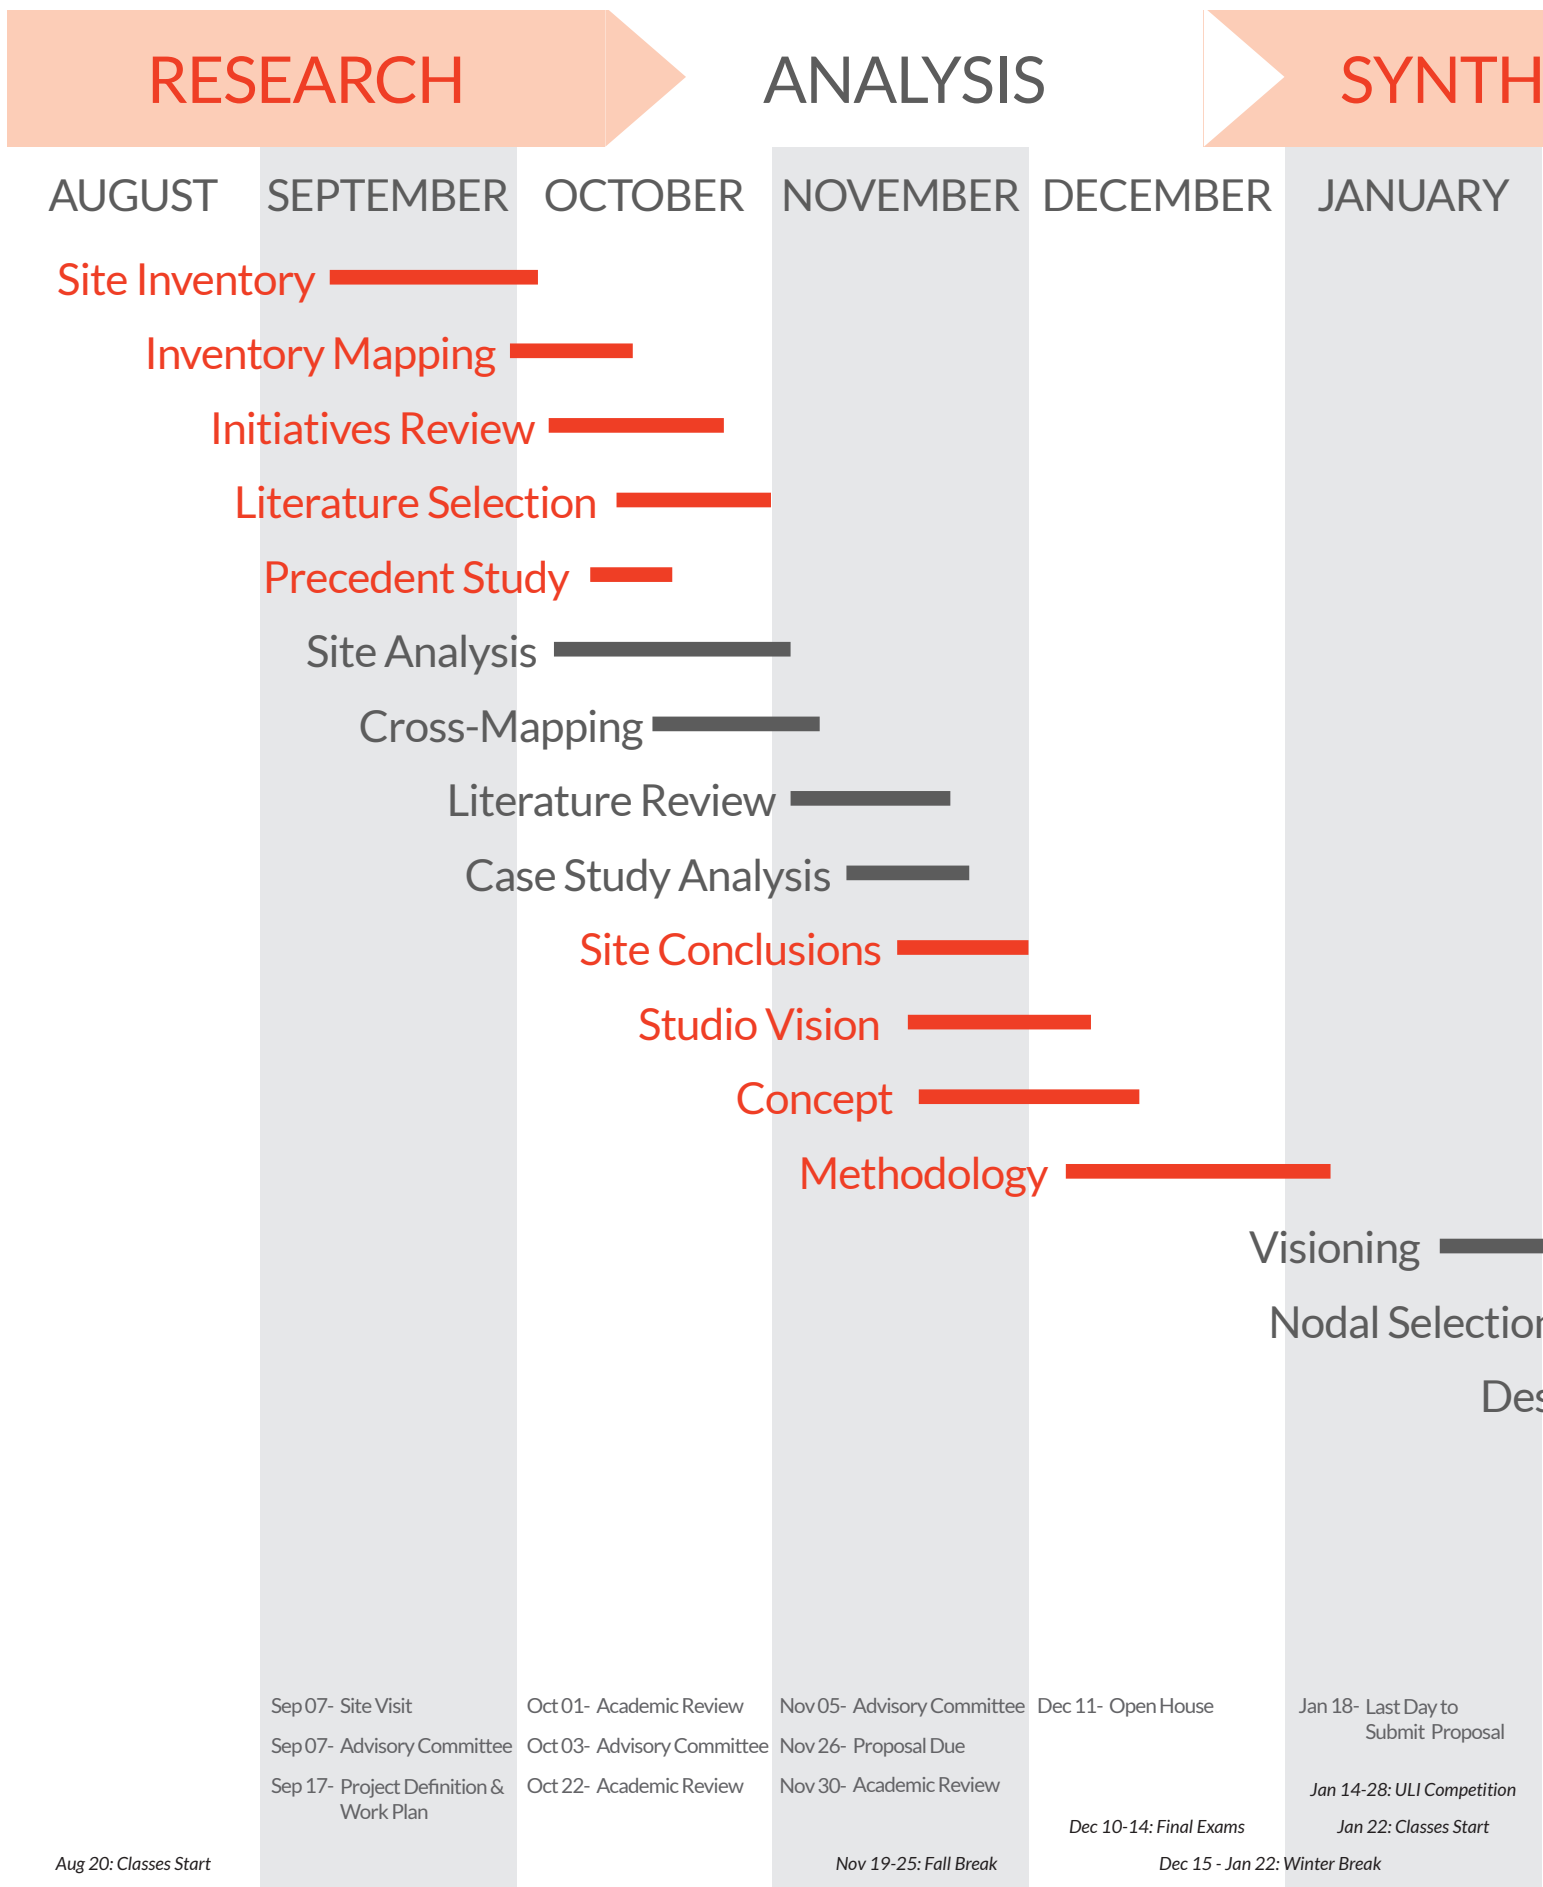 RESEARCH
ANALYSIS
SYNTH
AUGUST
SEPTEMBER
OCTOBER
NOVEMBER
DECEMBER
JANUARY
Site Inventory
Inventory Mapping
Initiatives Review
Literature Selection
Precedent Study
Site Analysis
Cross-Mapping
Literature Review
Case Study Analysis
Site Conclusions
Studio Vision
Concept
Methodology
Visioning
Nodal Selection
Des
Sep 07- Site Visit
Sep 07- Advisory Committee
Sep 17- Project Definition &
Work Plan
Oct 01- Academic Review
Oct 03- Advisory Committee
Oct 22- Academic Review
Nov 05- Advisory Committee
Nov 26- Proposal Due
Nov 30- Academic Review
Dec 11- Open House
Jan 18- Last Day to
Submit Proposal
Jan 14-28: ULI Competition
Dec 10-14: Final Exams
Jan 22: Classes Start
Aug 20: Classes Start
Nov 19-25: Fall Break
Dec 15 - Jan 22: Winter Break